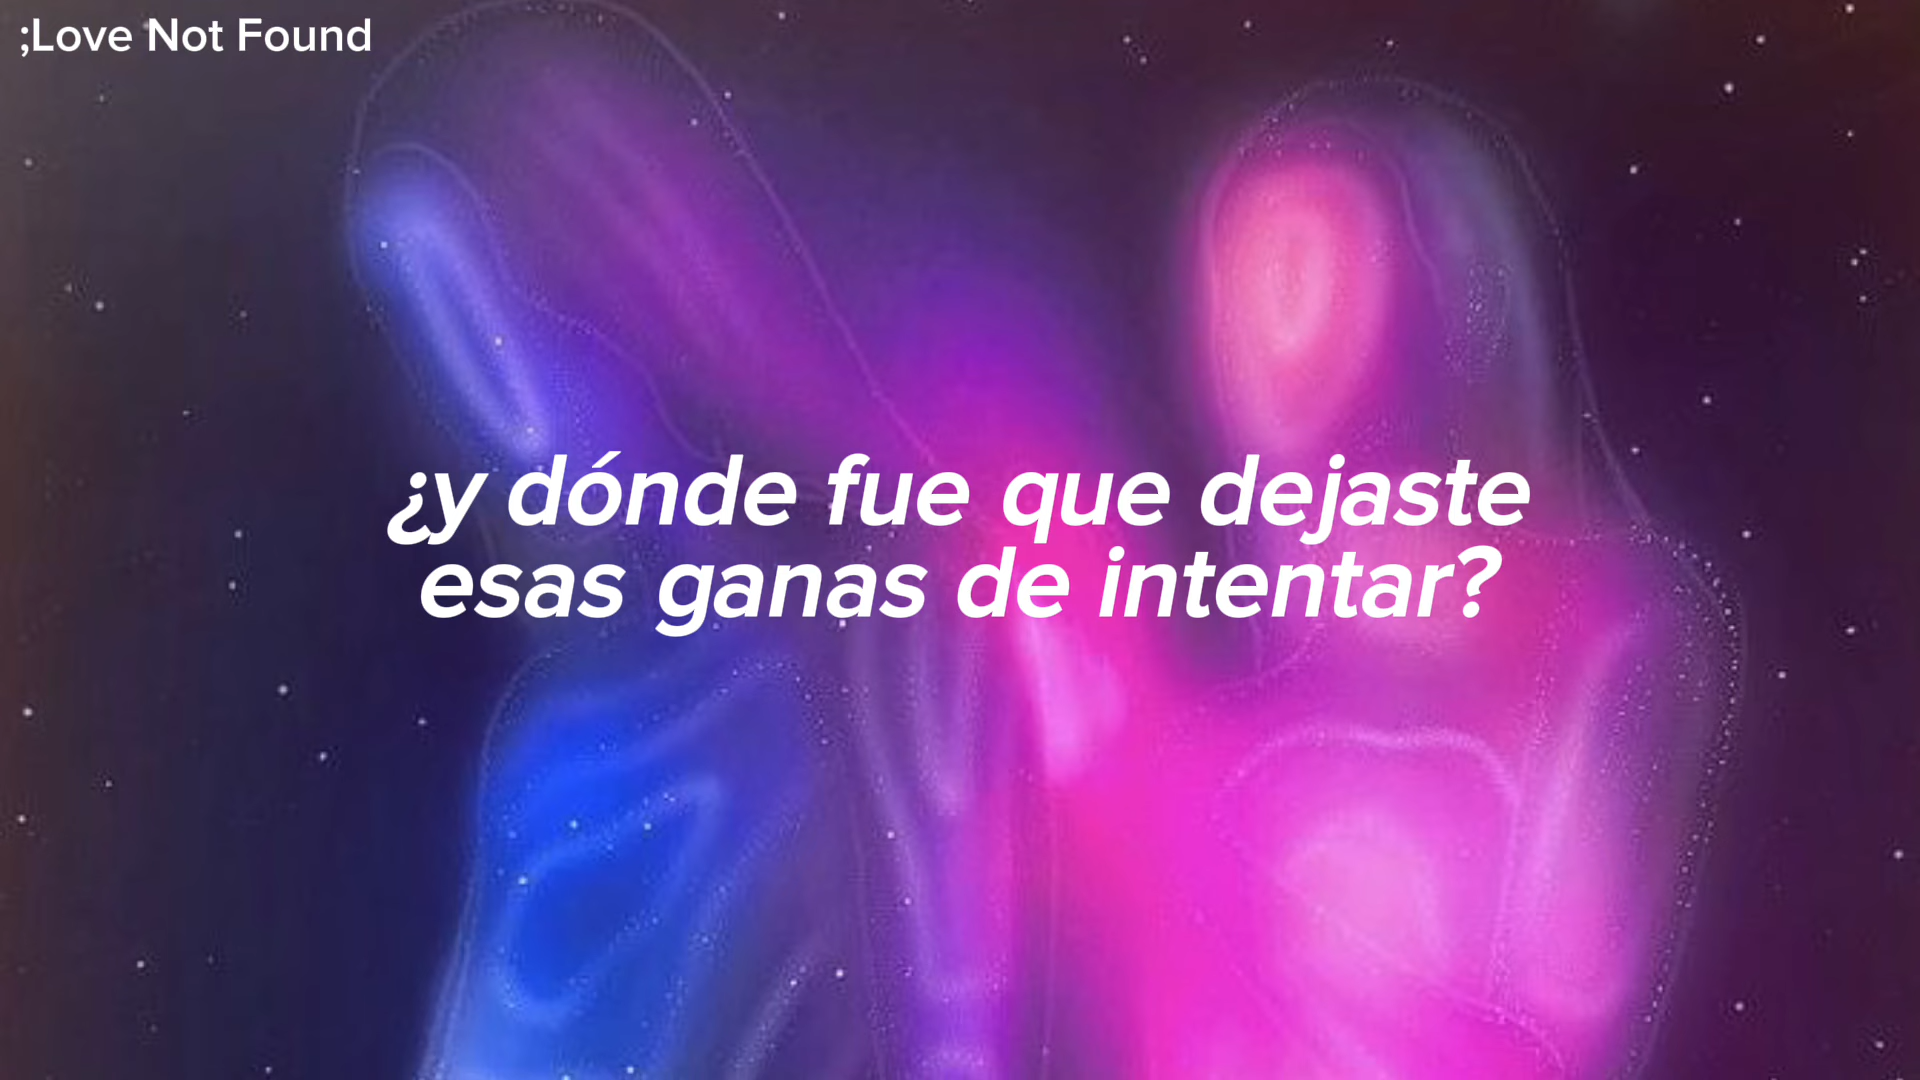 ;Love Not Found
¿y dónde fue que dejaste
esas ganas de intentar?